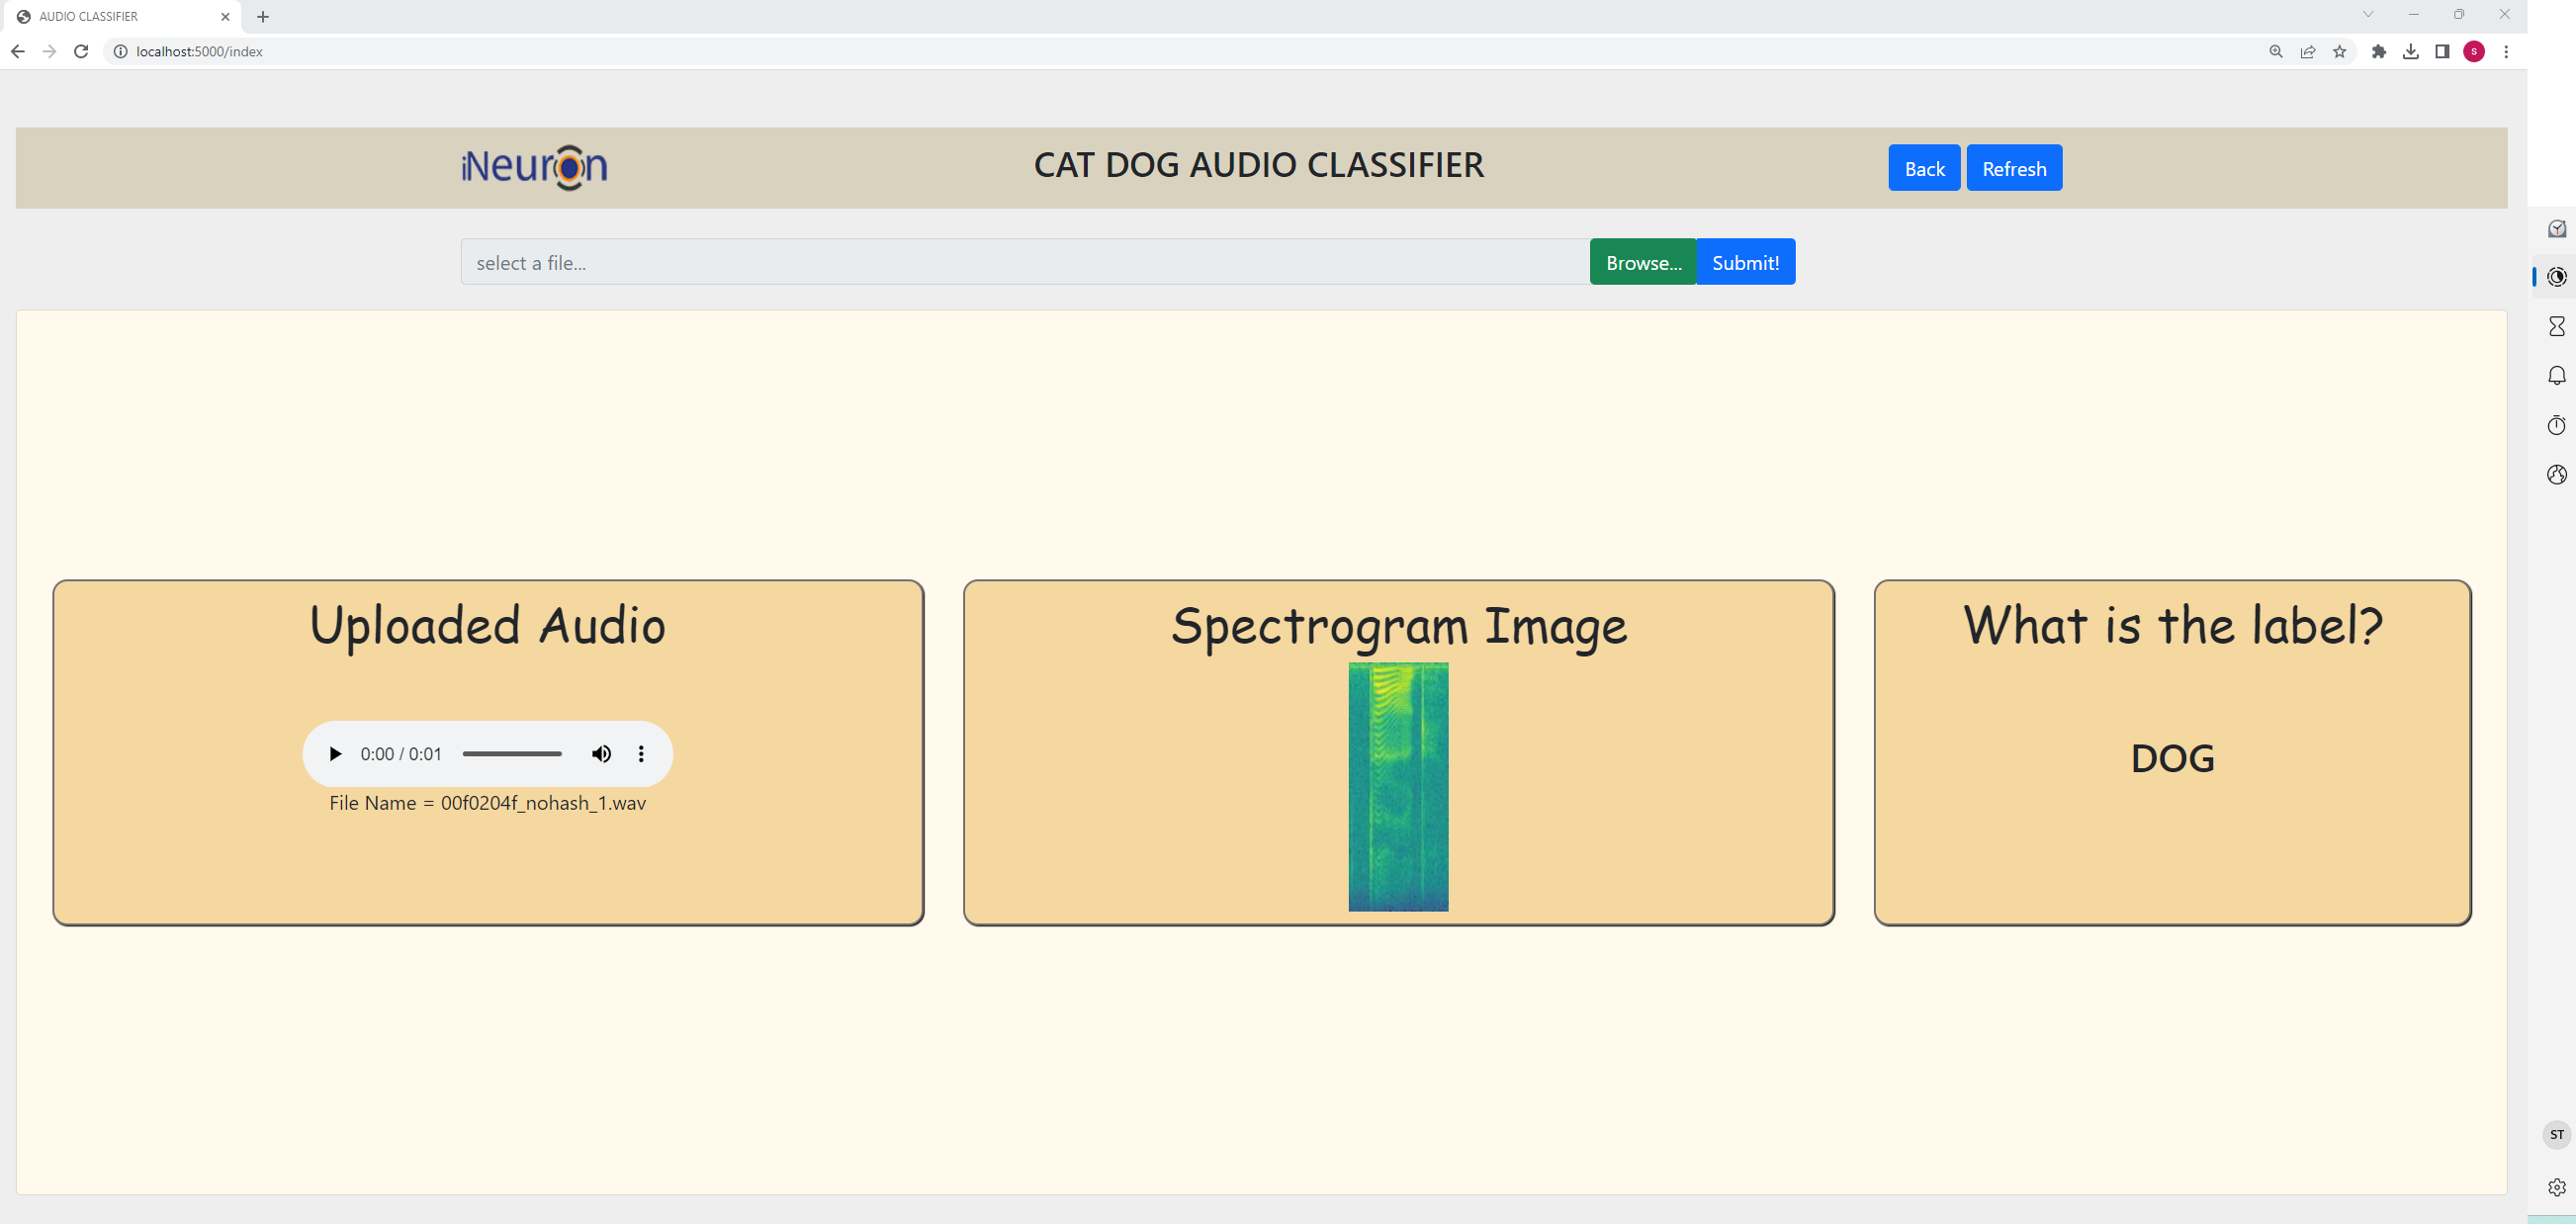 AUDIO CLASSIFIER
localhost:5000/index
S
iNeuron
CAT DOG AUDIO CLASSIFIER
Back
Refresh
select a file...
Browse...
Submit!
Uploaded Audio
0:00 / 0:01
File Name = 00f0204f_nohash_1.wav
Spectrogram Image
What is the label?
DOG
ST